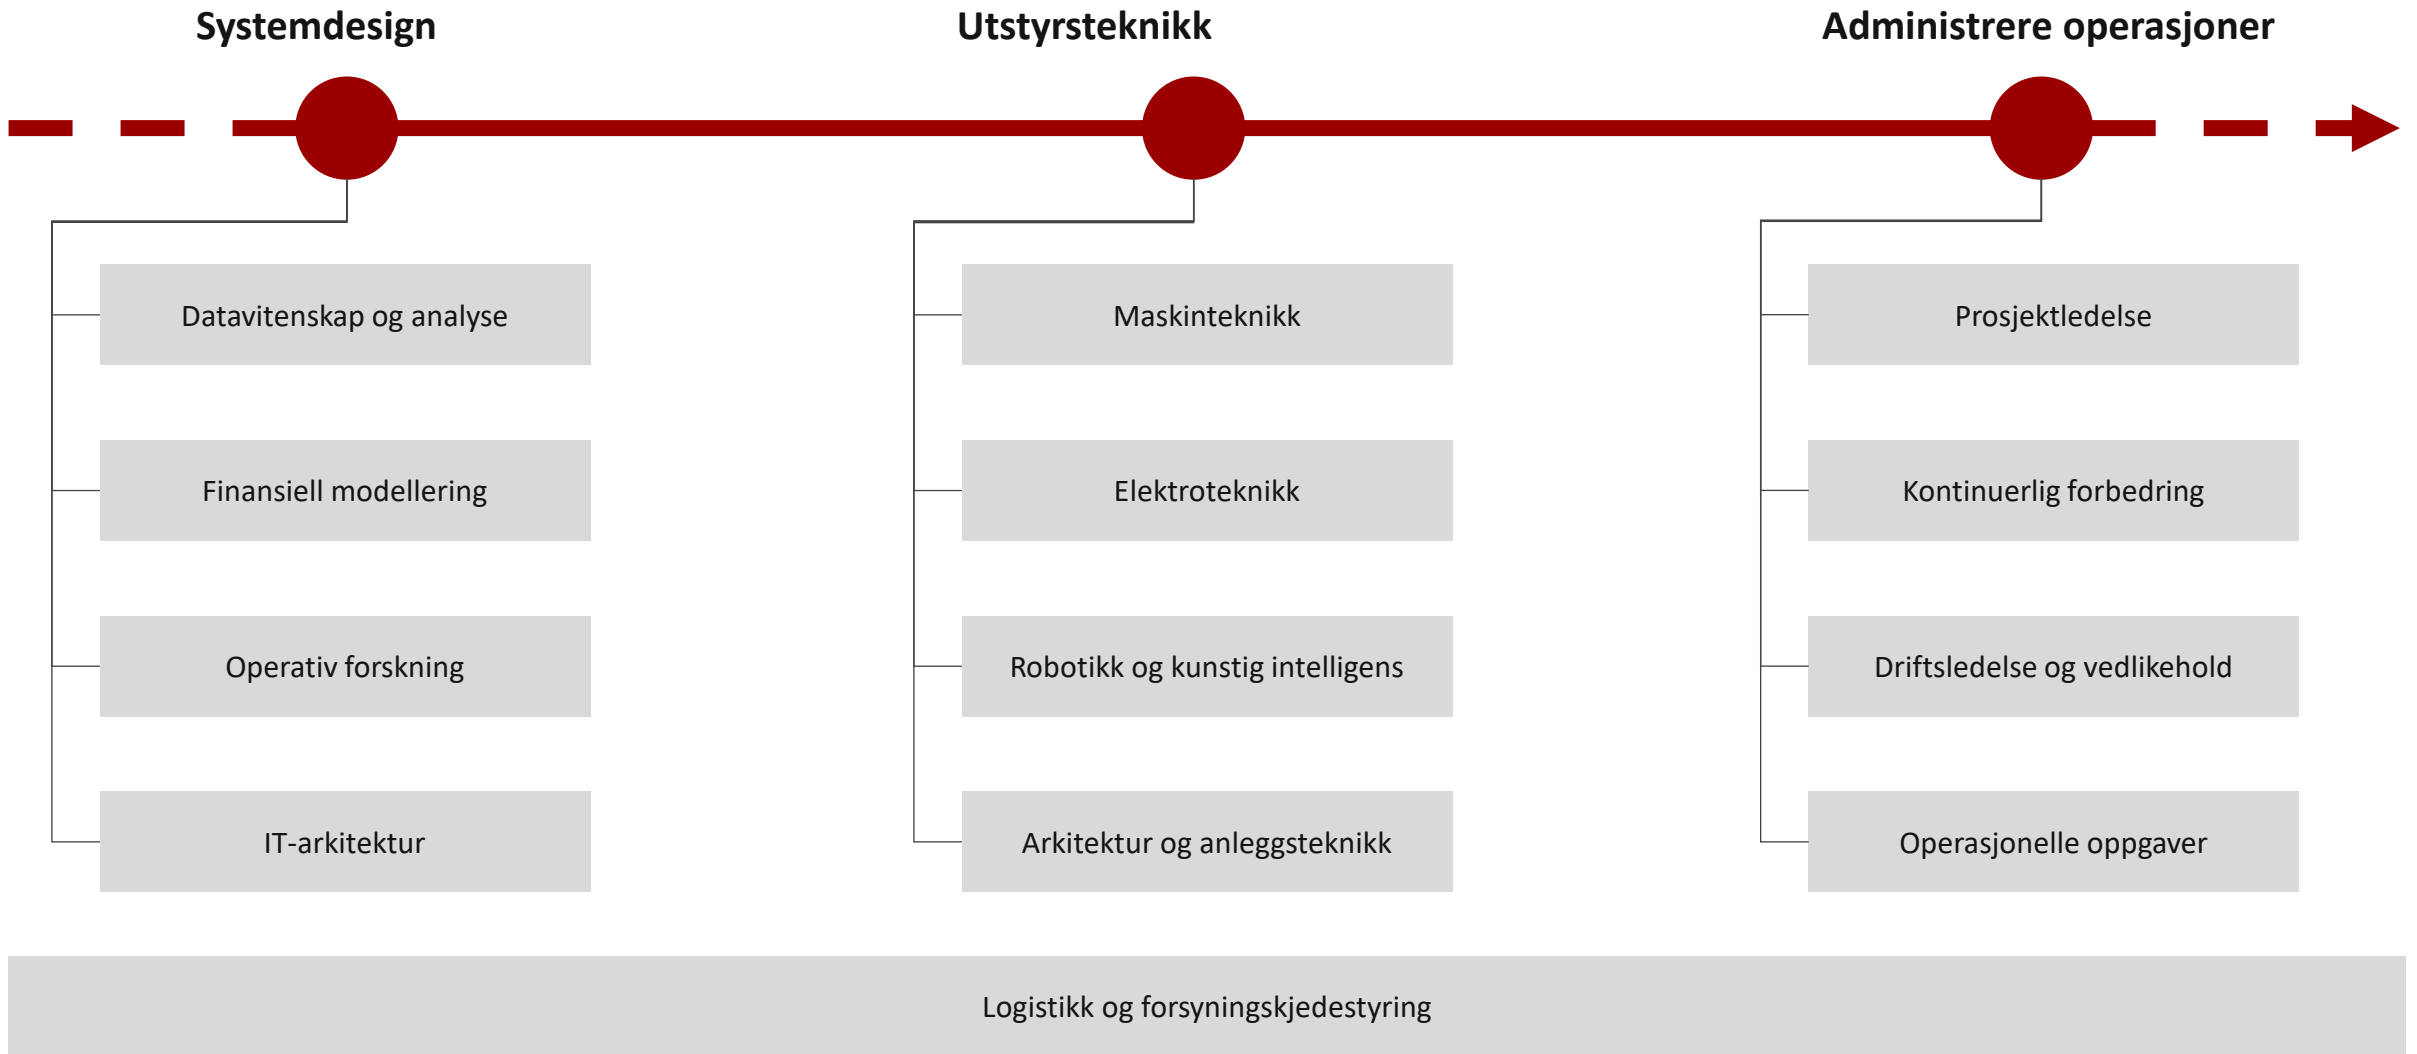 Systemdesign
Datavitenskap og analyse
Finansiell modellering
Operativ forskning
IT-arkitektur
Utstyrsteknikk
Maskinteknikk
Elektroteknikk
Robotikk og kunstig intelligens
Arkitektur og anleggsteknikk
Administrere operasjoner
Prosjektledelse
Kontinuerlig forbedring
Driftsledelse og vedlikehold
Operasjonelle oppgaver
Logistikk og forsyningskjedestyring